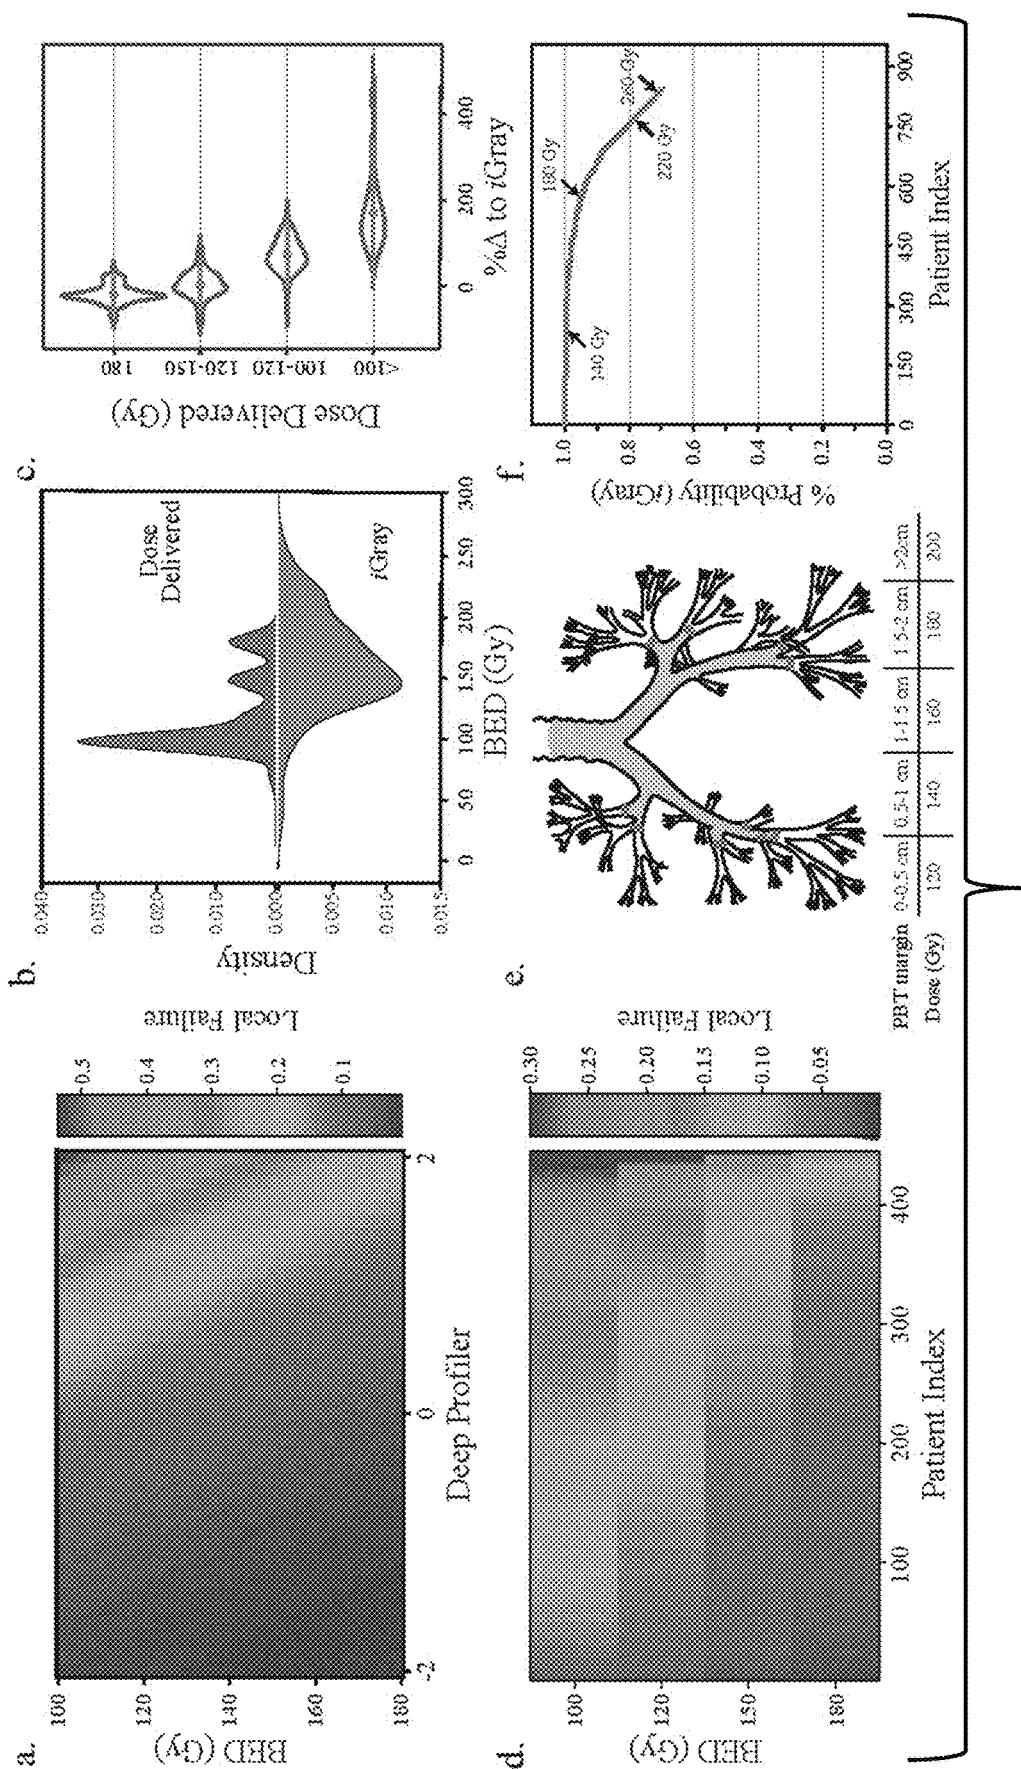 a.
BED (Gy)
100
120
140
160
180
-2
0
2
Deep Profiler
0.5
0.4
0.3
0.2
0.1
Local Failure
b.
Density
0.040
0.030
0.020
0.010
0.000
0.005
0.010
0.015
Dose
Delivered
iGray
0
50
100
150
200
250
300
BED (Gy)
c.
Dose Delivered (Gy)
180
120-150
100-120
<100
0
200
400
%Δ to iGray
d.
BED (Gy)
100
120
150
180
100
200
300
400
Patient Index
0.30
0.25
0.20
0.15
0.10
0.05
Local Failure
e.
PBT margin 0-0.5 cm 0.5-1 cm 1-1.5 cm 1.5-2 cm >2cm
Dose (Gy) 120 140 160 180 200
f.
% Probability (iGray)
1.0
0.8
0.6
0.4
0.2
0.0
140 Gy
180 Gy
220 Gy
260 Gy
0
150
300
450
600
750
900
Patient Index